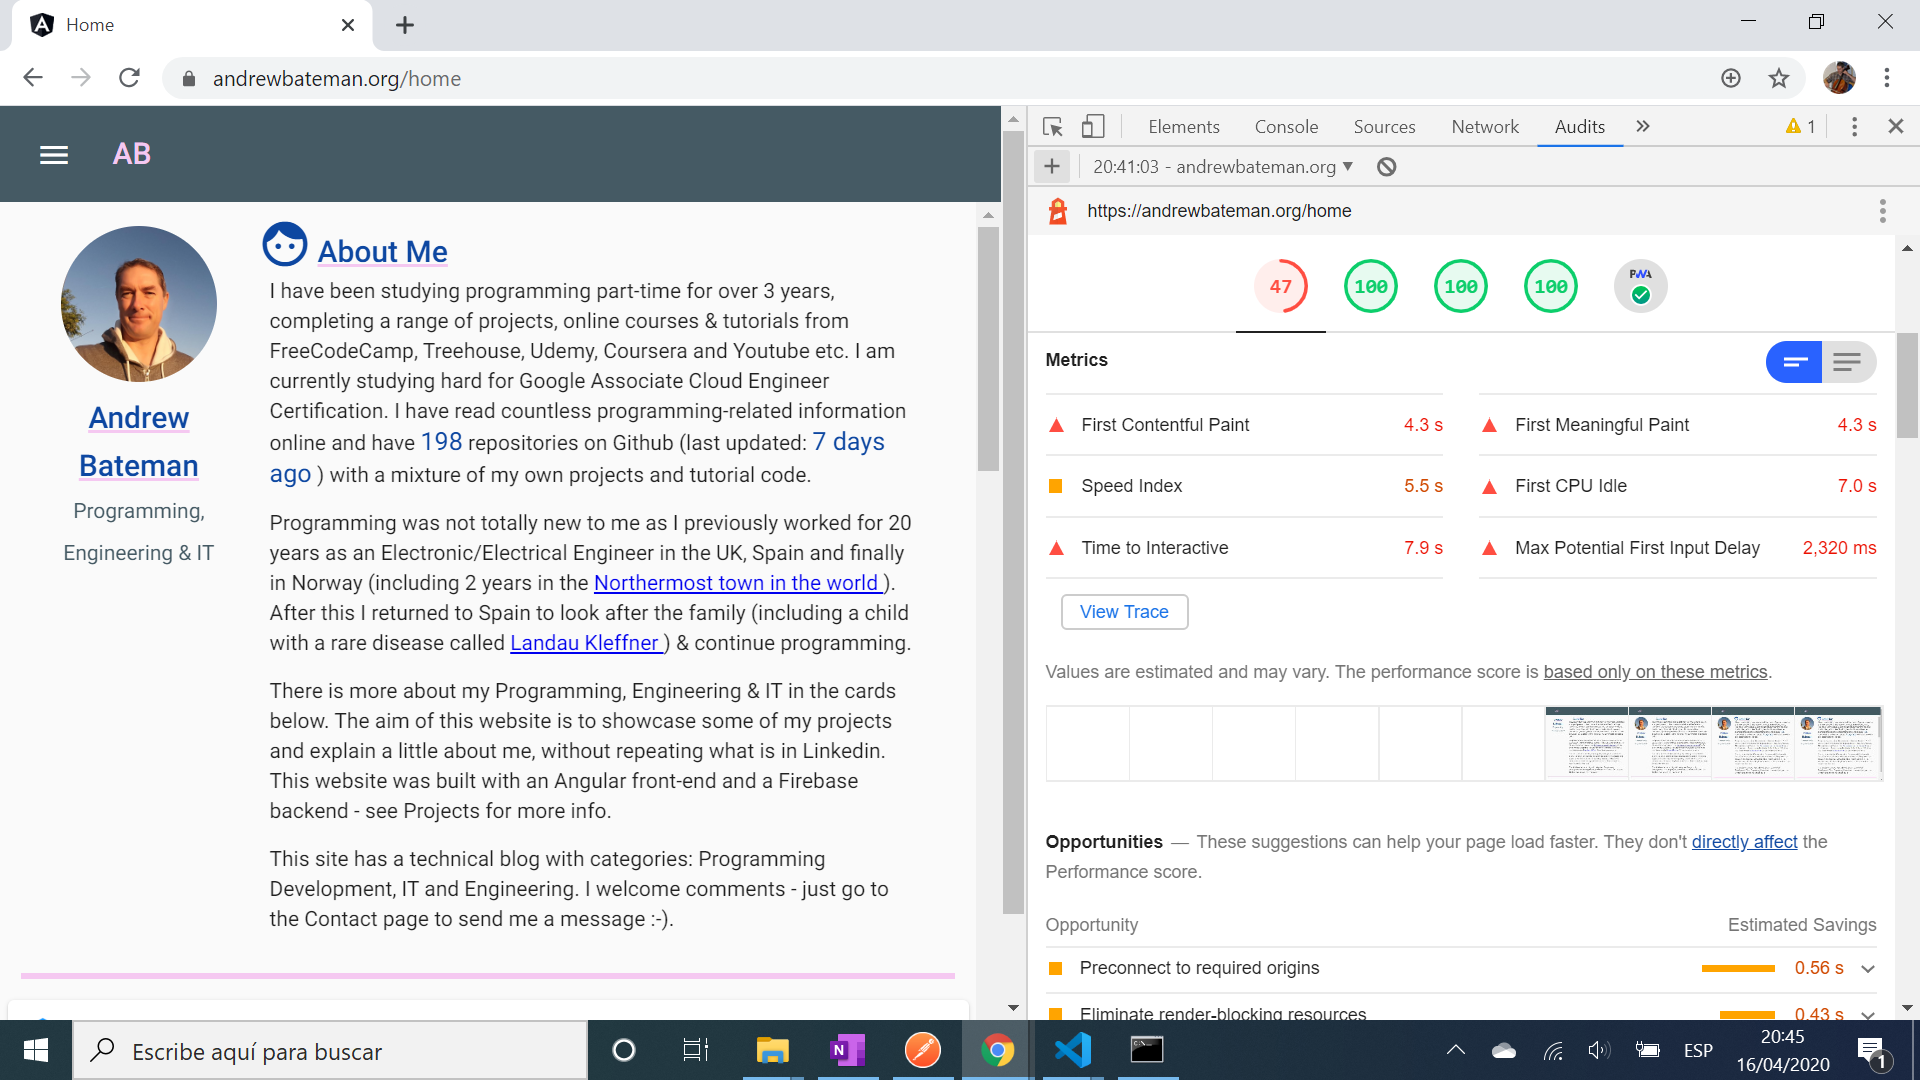 Home
andrewbateman.org/home
AB
Andrew
Bateman
Programming,
Engineering & IT
About Me
I have been studying programming part-time for over 3 years,
completing a range of projects, online courses & tutorials from
FreeCodeCamp, Treehouse, Udemy, Coursera and Youtube etc. I am
currently studying hard for Google Associate Cloud Engineer
Certification. I have read countless programming-related information
online and have 198 repositories on Github (last updated: 7 days
ago ) with a mixture of my own projects and tutorial code.
Programming was not totally new to me as I previously worked for 20
years as an Electronic/Electrical Engineer in the UK, Spain and finally
in Norway (including 2 years in the Northermost town in the world ).
After this I returned to Spain to look after the family (including a child
with a rare disease called Landau Kleffner ) & continue programming.
There is more about my Programming, Engineering & IT in the cards
below. The aim of this website is to showcase some of my projects
and explain a little about me, without repeating what is in Linkedin.
This website was built with an Angular front-end and a Firebase
backend - see Projects for more info.
This site has a technical blog with categories: Programming
Development, IT and Engineering. I welcome comments - just go to
the Contact page to send me a message :-).
Elements Console Sources Network Audits 1
20:41:03 - andrewbateman.org
https://andrewbateman.org/home
47 100 100 100 PWA
Metrics
First Contentful Paint 4.3 s First Meaningful Paint 4.3 s
Speed Index 5.5 s First CPU Idle 7.0 s
Time to Interactive 7.9 s Max Potential First Input Delay 2,320 ms
View Trace
Values are estimated and may vary. The performance score is based only on these metrics.
Opportunities — These suggestions can help your page load faster. They don't directly affect the
Performance score.
Opportunity Estimated Savings
Preconnect to required origins 0.56 s
Eliminate render-blocking resources 0.43 s
Escribe aquí para buscar
ESP
20:45
16/04/2020
1